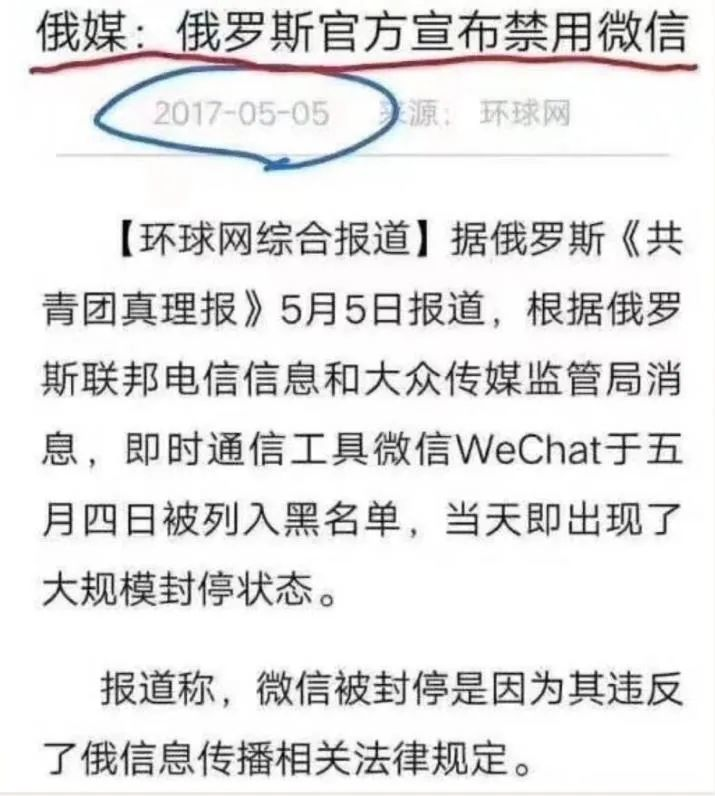 俄媒：俄罗斯官方宣布禁用微信
2017-05-05 来源： 环球网
【环球网综合报道】据俄罗斯《共
青团真理报》5月5日报道，根据俄罗
斯联邦电信信息和大众传媒监管局消
息，即时通信工具微信WeChat于五
月四日被列入黑名单，当天即出现了
大规模封停状态。
报道称，微信被封停是因为其违反
了俄信息传播相关法律规定。